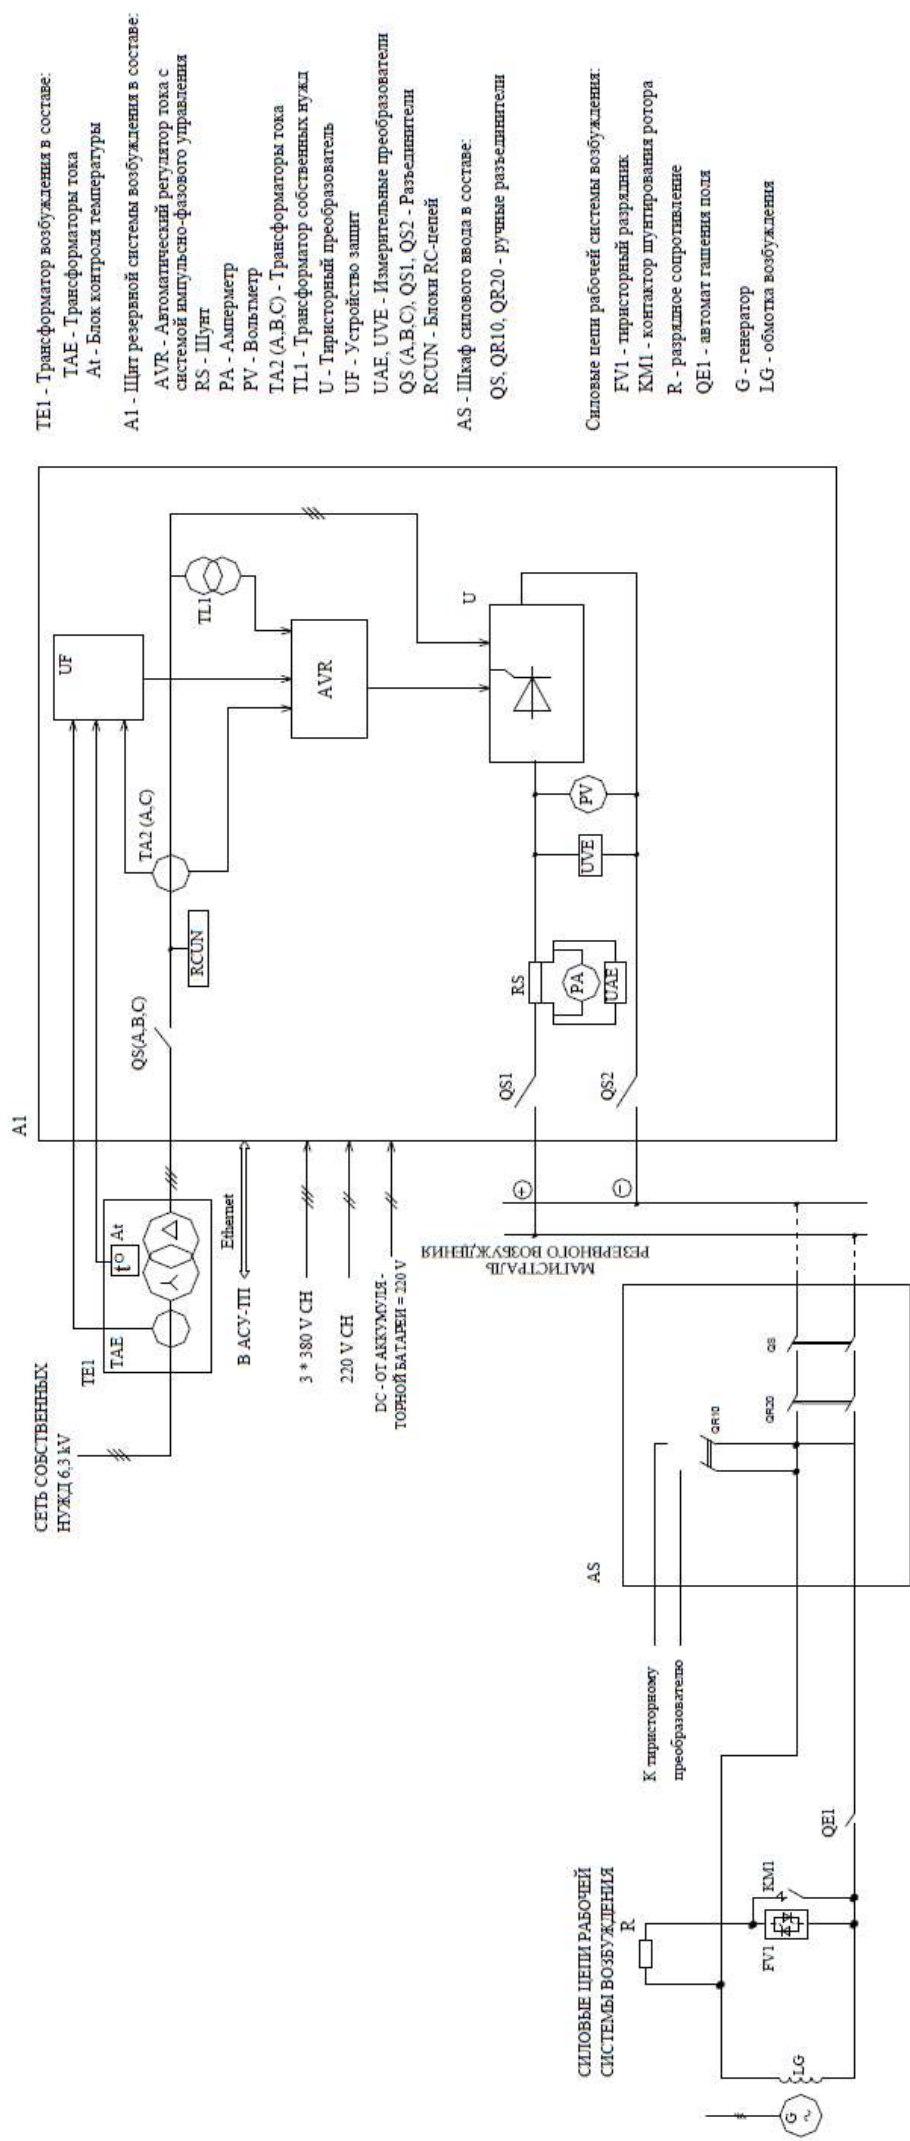 СЕТЬ СОБСТВЕННЫХ
НУЖД 6,3 kV
TE1
TAE
At
t°
A1
UF
TA2 (A,C)
TL1
QS(A,B,C)
RCUN
AVR
U
Ethernet
В АСУ-ТП
3 * 380 V СН
220 V СН
DC - ОТ АККУМУЛЯ-
ТОРНОЙ БАТАРЕИ = 220 V
QS1
QS2
RS
PA
UAE
UVE
PV
+
−
МАГИСТРАЛЬ
РЕЗЕРВНОГО ВОЗБУЖДЕНИЯ
AS
QR10
QR20
QS
К тиристорному
преобразователю
СИЛОВЫЕ ЦЕПИ РАБОЧЕЙ
СИСТЕМЫ ВОЗБУЖДЕНИЯ
R
KM1
FV1
QE1
LG
G
~
TE1 - Трансформатор возбуждения в составе:
TAE - Трансформаторы тока
At - Блок контроля температуры
A1 - Щит резервной системы возбуждения в составе:
AVR - Автоматический регулятор тока с
системой импульсно-фазового управления
RS - Шунт
PA - Амперметр
PV - Вольтметр
TA2 (A,B,C) - Трансформаторы тока
TL1 - Трансформатор собственных нужд
U - Тиристорный преобразователь
UF - Устройство защит
UAE, UVE - Измерительные преобразователи
QS (A,B,C), QS1, QS2 - Разъединители
RCUN - Блоки RC-цепей
AS - Шкаф силового ввода в составе:
QS, QR10, QR20 - ручные разъединители
Силовые цепи рабочей системы возбуждения:
FV1 - тиристорный разрядник
KM1 - контактор шунтирования ротора
R - разрядное сопротивление
QE1 - автомат гашения поля
G - генератор
LG - обмотка возбуждения